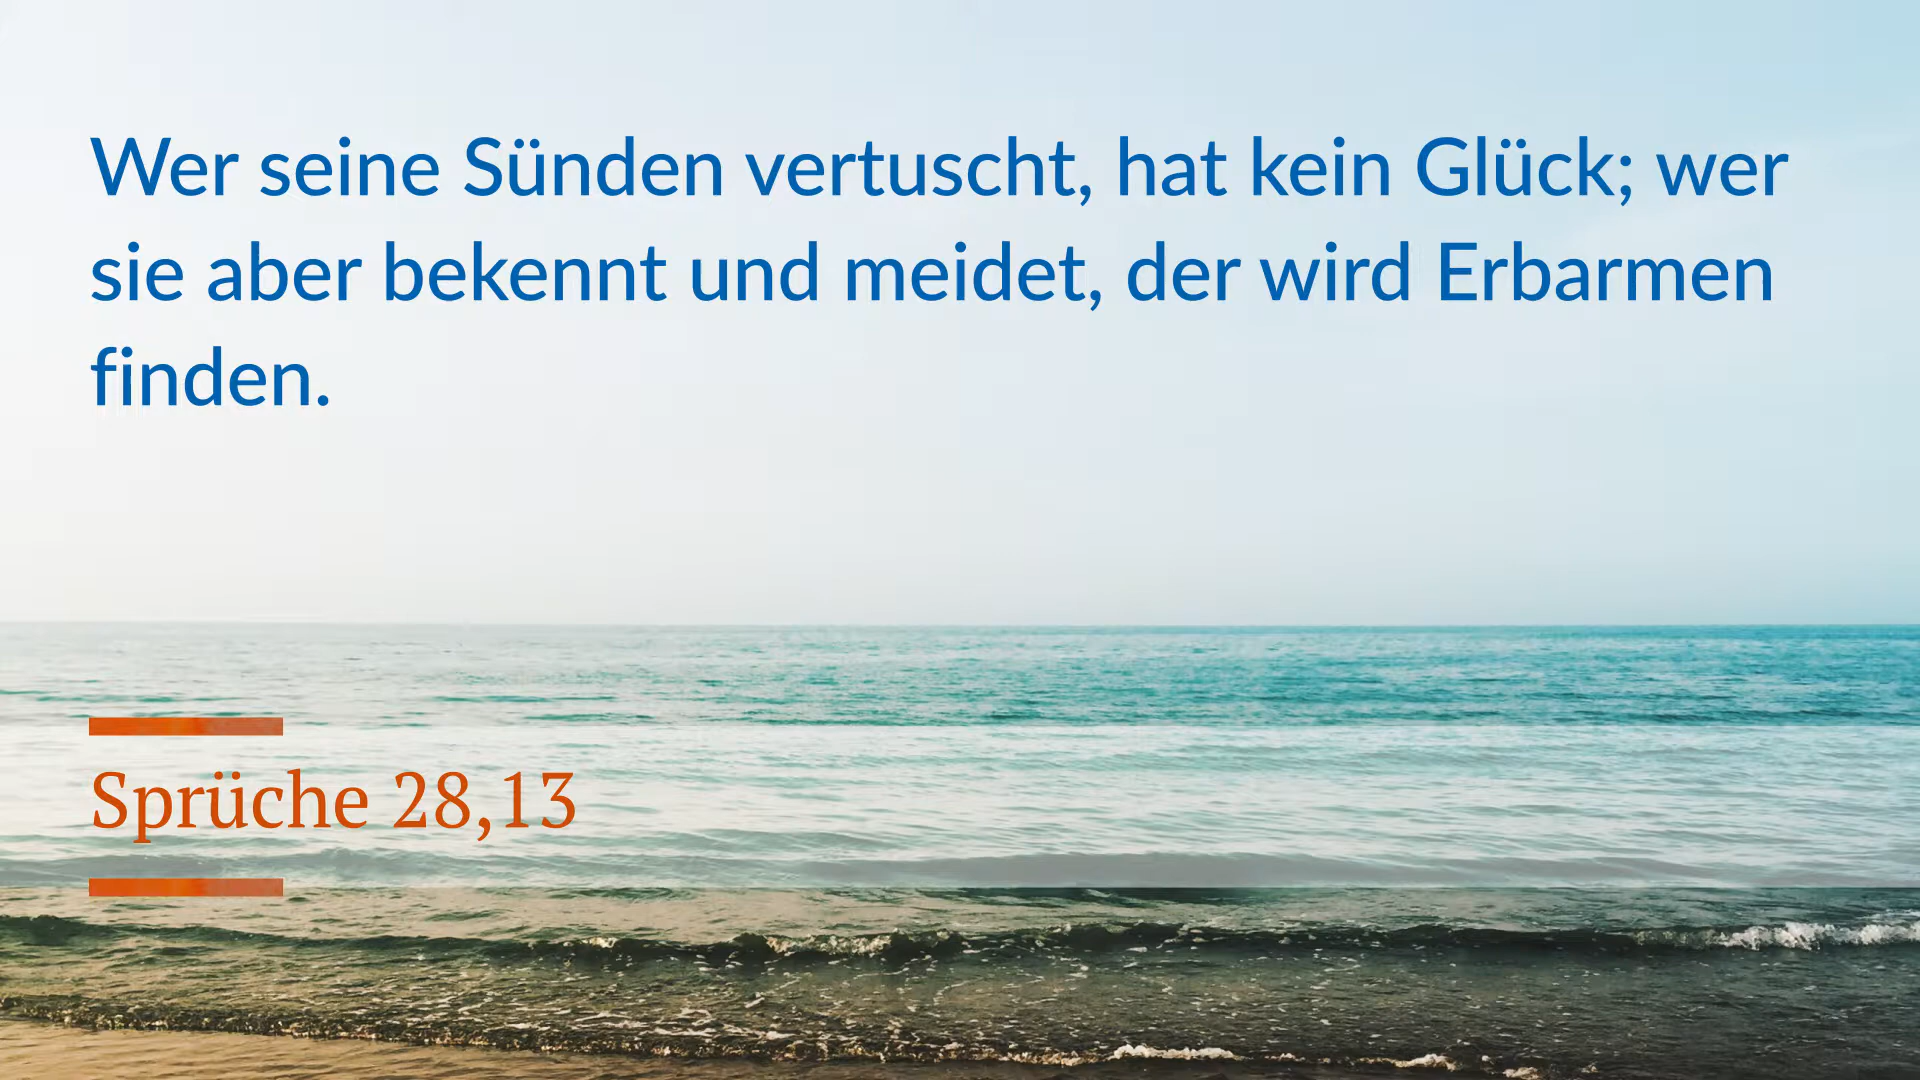 Wer seine Sünden vertuscht, hat kein Glück; wer
sie aber bekennt und meidet, der wird Erbarmen
finden.
Sprüche 28,13